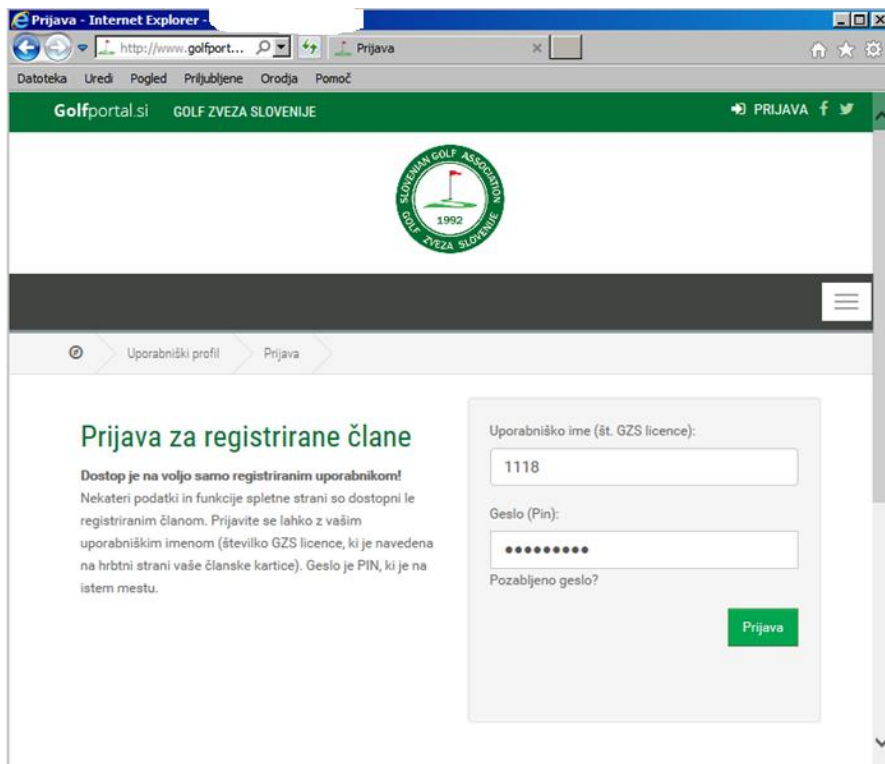 Prijava - Internet Explorer -
http://www.golfport...
Prijava
Datoteka Uredi Pogled Priljubljene Orodja Pomoč
Golfportal.si GOLF ZVEZA SLOVENIJE PRIJAVA
SLOVENIAN GOLF ASSOCIATION
1992
GOLF ZVEZA SLOVENIJE
Uporabniški profil Prijava
Prijava za registrirane člane
Dostop je na voljo samo registriranim uporabnikom!
Nekateri podatki in funkcije spletne strani so dostopni le
registriranim članom. Prijavite se lahko z vašim
uporabniškim imenom (številko GZS licence, ki je navedena
na hrbtni strani vaše članske kartice). Geslo je PIN, ki je na
istem mestu.
Uporabniško ime (št. GZS licence):
1118
Geslo (Pin):
•••••••••
Pozabljeno geslo?
Prijava